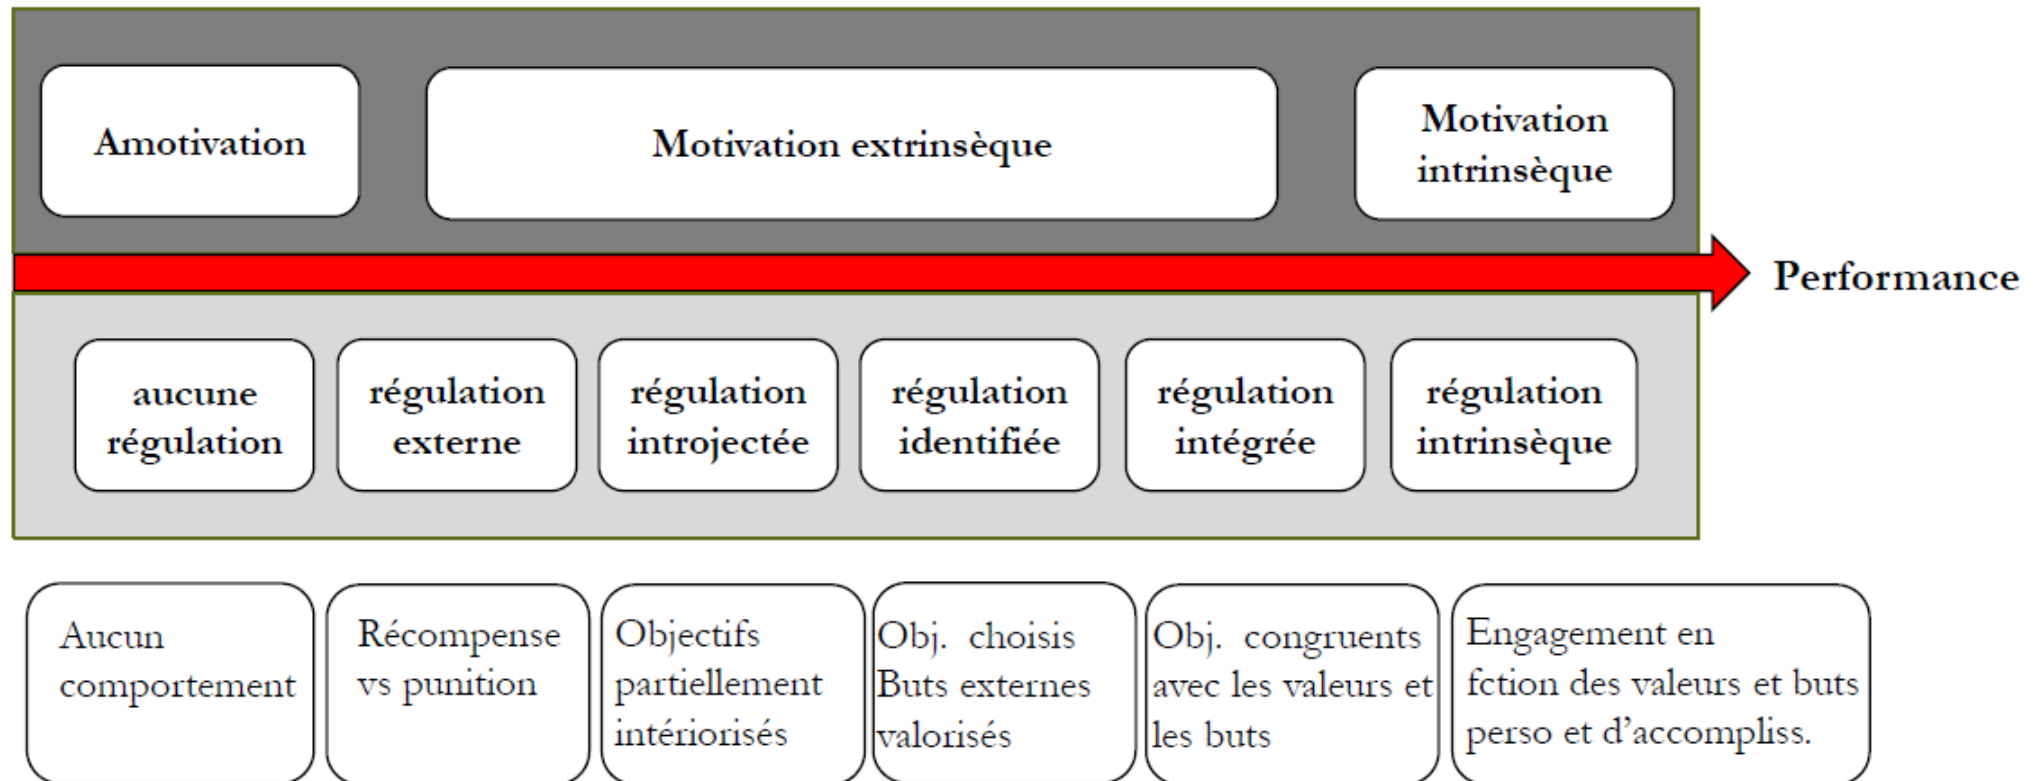 Amotivation
Motivation extrinsèque
Motivation
intrinsèque
Performance
aucune
régulation
régulation
externe
régulation
introjectée
régulation
identifiée
régulation
intégrée
régulation
intrinsèque
Aucun
comportement
Récompense
vs punition
Objectifs
partiellement
intériorisés
Obj. choisis
Buts externes
valorisés
Obj. congruents
avec les valeurs et
les buts
Engagement en
fction des valeurs et buts
perso et d'accompliss.